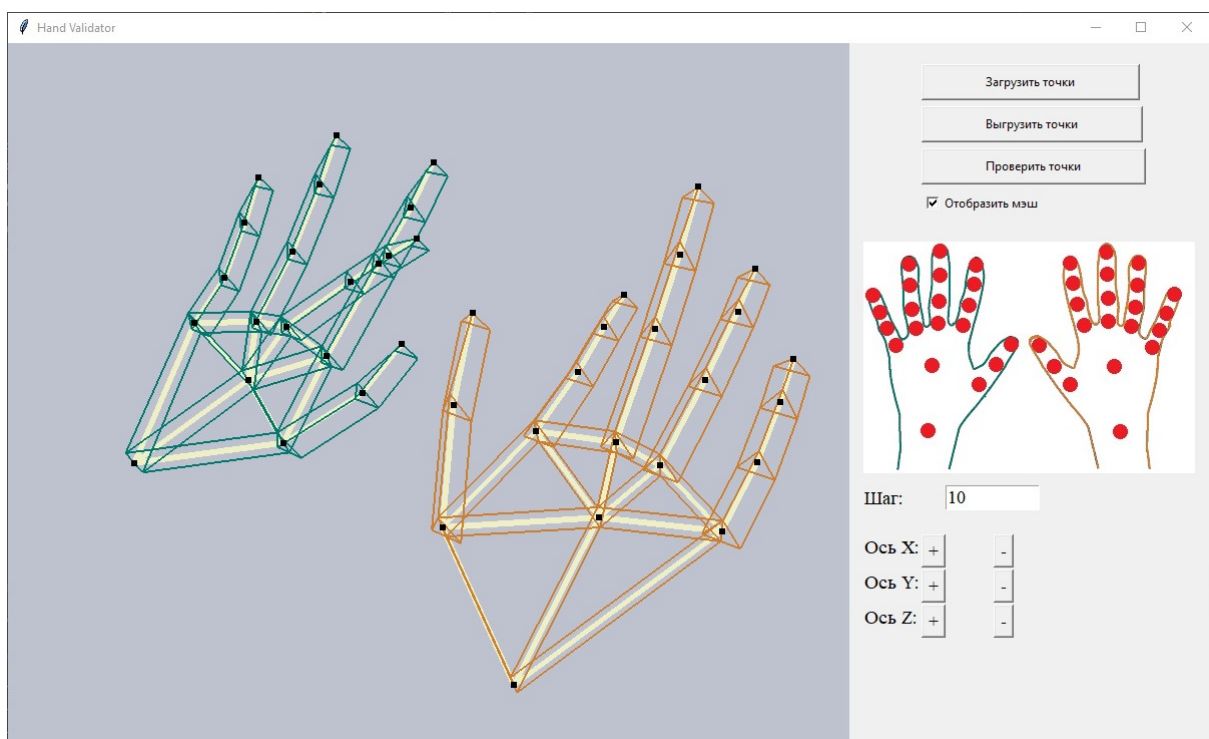 Hand Validator
Загрузить точки
Выгрузить точки
Проверить точки
Отобразить мэш
Шаг: 10
Ось X: + -
Ось Y: + -
Ось Z: + -